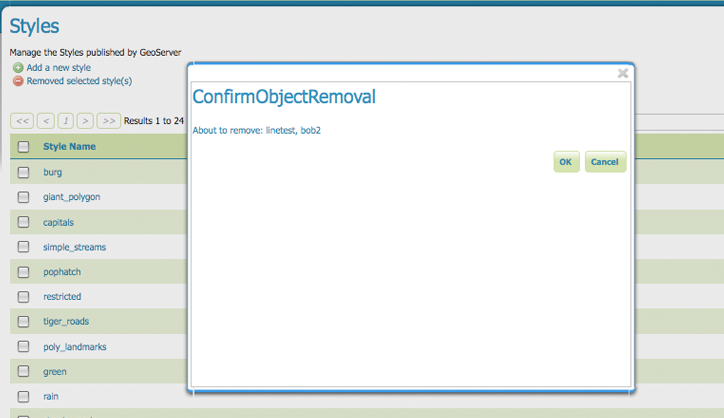 Styles
Manage the Styles published by GeoServer
Add a new style
Removed selected style(s)
<< < 1 > >> Results 1 to 24
Style Name
burg
giant_polygon
capitals
simple_streams
pophatch
restricted
tiger_roads
poly_landmarks
green
rain
ConfirmObjectRemoval
About to remove: linetest, bob2
OK Cancel